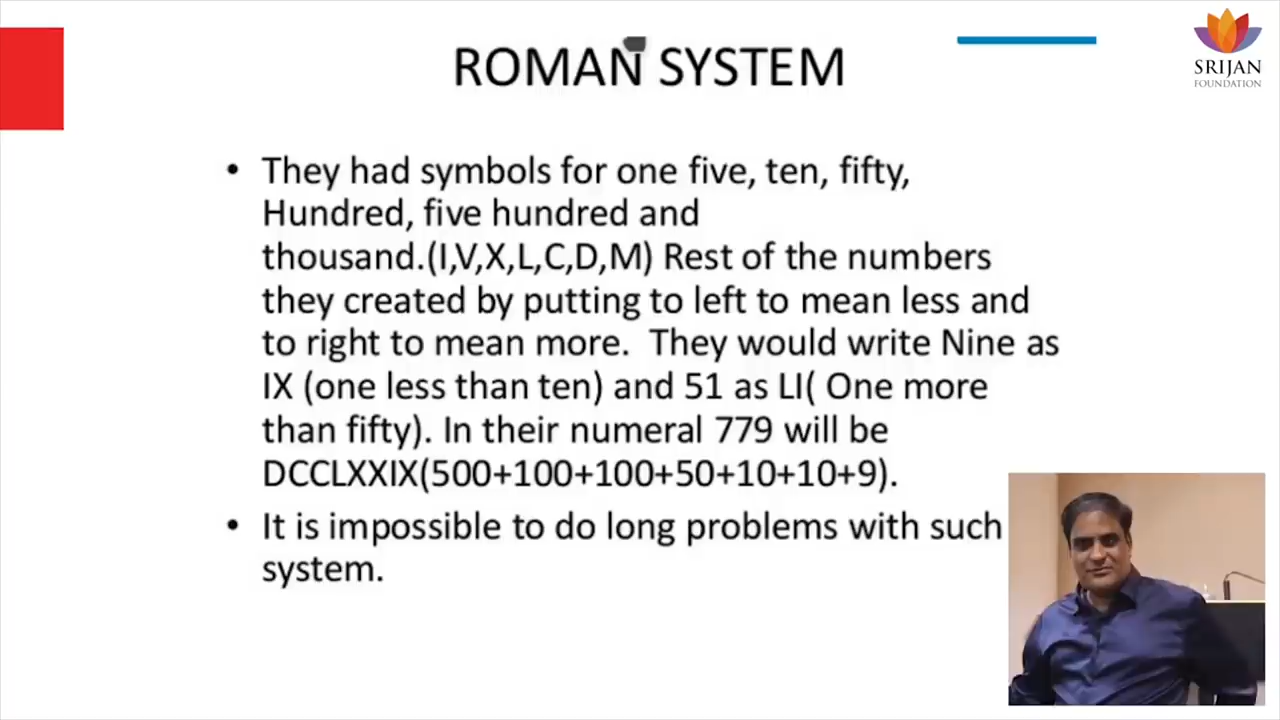 ROMAN SYSTEM
SRIJAN
FOUNDATION
• They had symbols for one five, ten, fifty,
Hundred, five hundred and
thousand.(I,V,X,L,C,D,M) Rest of the numbers
they created by putting to left to mean less and
to right to mean more.  They would write Nine as
IX (one less than ten) and 51 as LI( One more
than fifty). In their numeral 779 will be
DCCLXXIX(500+100+100+50+10+10+9).
• It is impossible to do long problems with such
system.